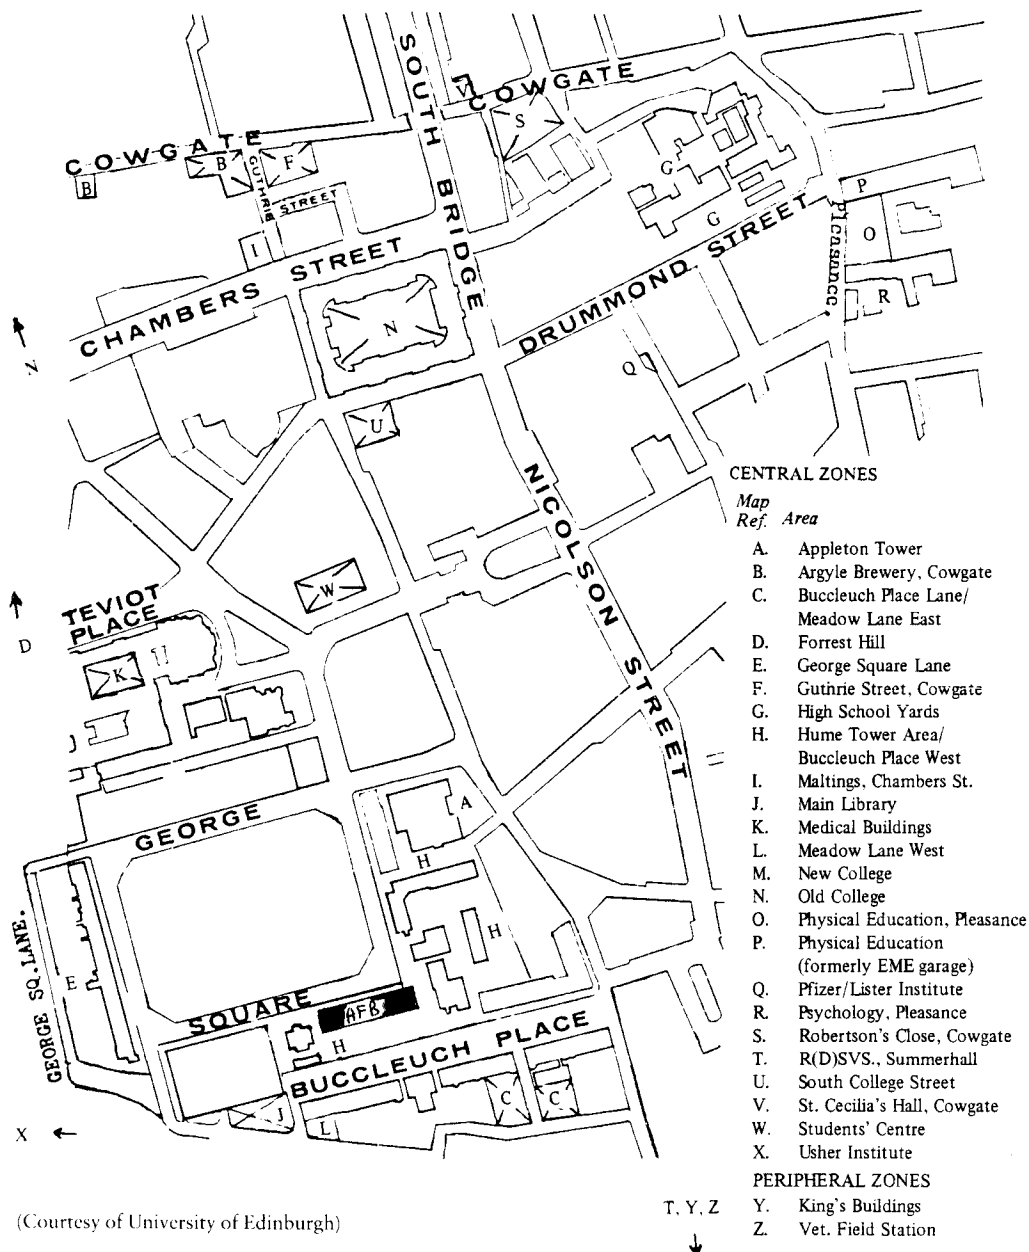 SOUTH BRIDGE
COWGATE
V
S
COWGATE
B
B
GUTHRIE
STREET
F
I
G
G
P
O
R
Pleasance.
CHAMBERS STREET
N
DRUMMOND STREET
N
Q
U
NICOLSON STREET
W
TEVIOT
PLACE
D
K
GEORGE
A
H
H
GEORGE SQ. LANE.
E
SQUARE
AFB
H
BUCCLEUCH PLACE
J
L
C
C
X
T, Y, Z
CENTRAL ZONES
Map
Ref. Area
A. Appleton Tower
B. Argyle Brewery, Cowgate
C. Buccleuch Place Lane/
Meadow Lane East
D. Forrest Hill
E. George Square Lane
F. Guthrie Street, Cowgate
G. High School Yards
H. Hume Tower Area/
Buccleuch Place West
I. Maltings, Chambers St.
J. Main Library
K. Medical Buildings
L. Meadow Lane West
M. New College
N. Old College
O. Physical Education, Pleasance
P. Physical Education
(formerly EME garage)
Q. Pfizer/Lister Institute
R. Psychology, Pleasance
S. Robertson's Close, Cowgate
T. R(D)SVS., Summerhall
U. South College Street
V. St. Cecilia's Hall, Cowgate
W. Students' Centre
X. Usher Institute
PERIPHERAL ZONES
Y. King's Buildings
Z. Vet. Field Station
(Courtesy of University of Edinburgh)